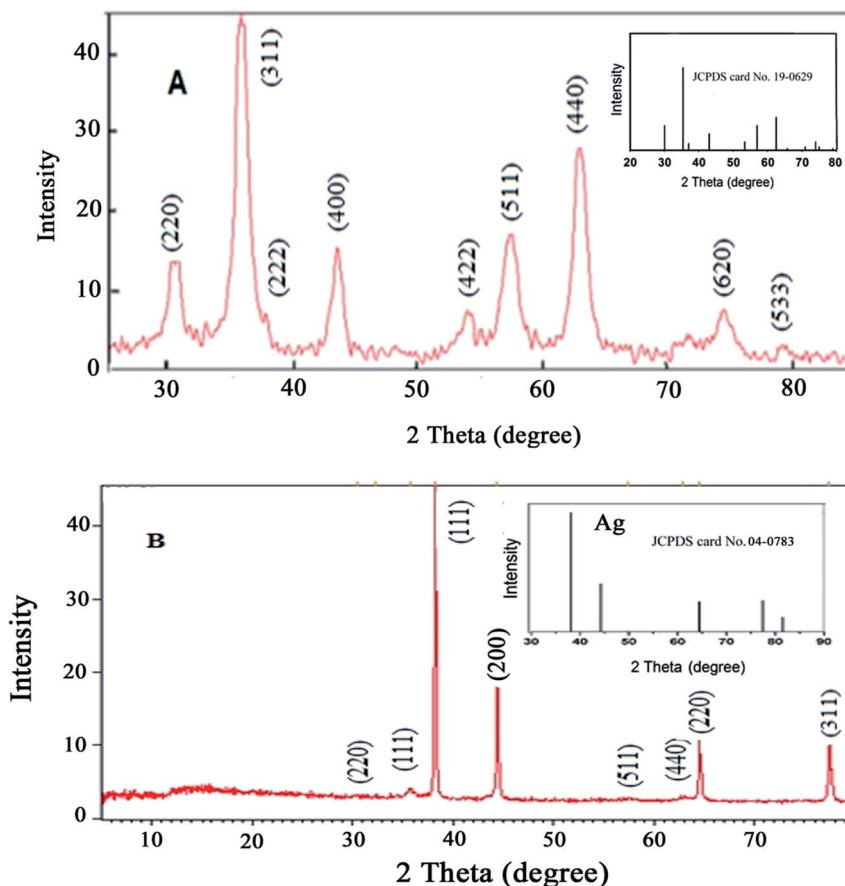 A
Intensity
40
30
20
10
0
(220)
(311)
(222)
(400)
(422)
(511)
(440)
(620)
(533)
30 40 50 60 70 80
2 Theta (degree)
Intensity
JCPDS card No. 19-0629
20 30 40 50 60 70 80
2 Theta (degree)
B
Intensity
40
30
20
10
0
(220)
(111)
(111)
(200)
(511)
(440)
(220)
(311)
10 20 30 40 50 60 70
2 Theta (degree)
Ag
JCPDS card No. 04-0783
Intensity
30 40 50 60 70 80 90
2 Theta (degree)